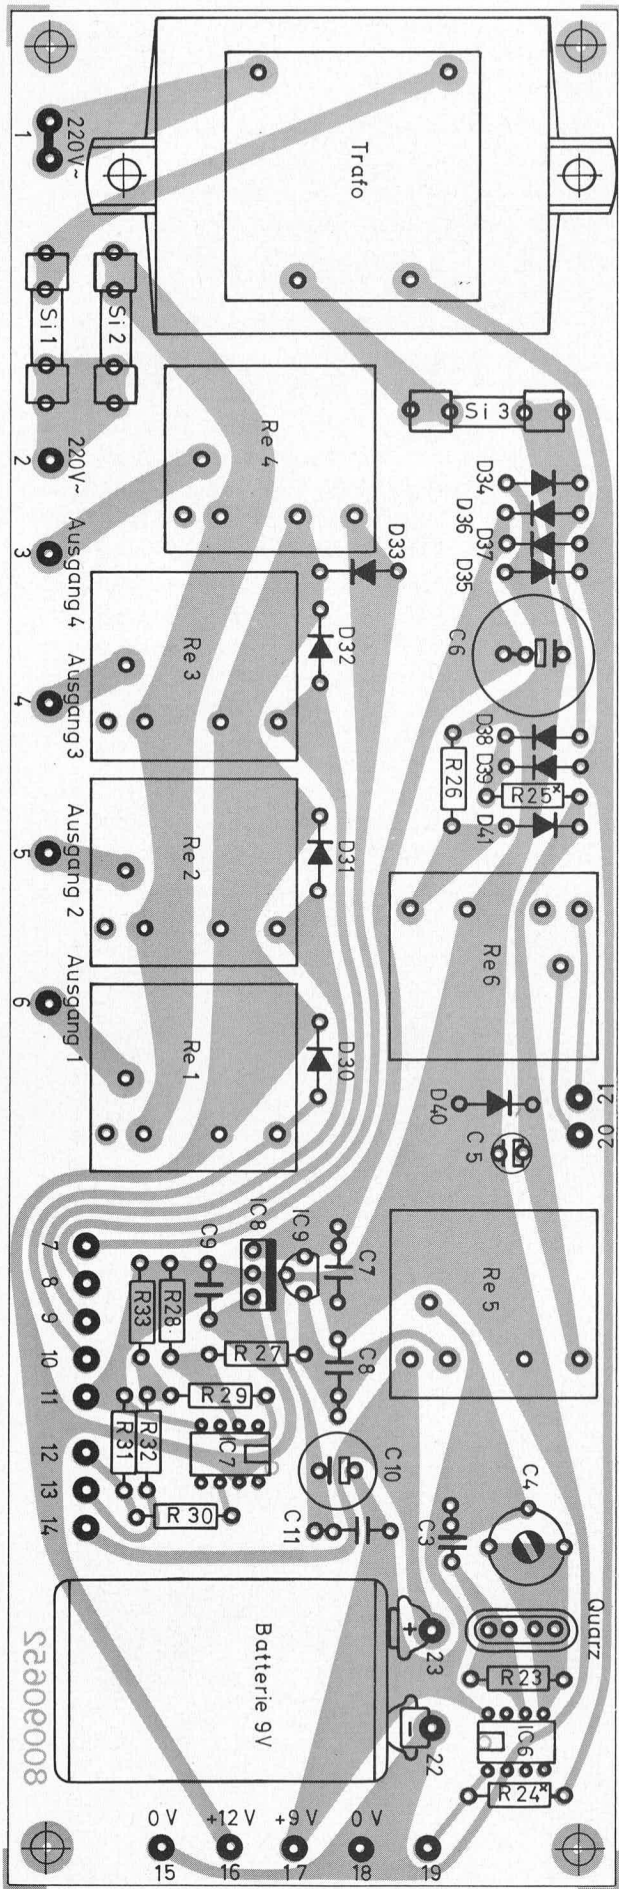 220V~
1
Trafo
Si 1
Si 2
Si 3
Re 4
2
220V~
D34
D36
D37
D35
3
Ausgang 4
D33
Re 3
D32
C6
4
Ausgang 3
D38
D39
R26
R25*
D41
Re 2
D31
5
Ausgang 2
Re 6
6
Ausgang 1
Re 1
D30
D40
C 5
21
20
7
8
9
10
11
12
13
14
C9
IC8
IC9
C7
Re 5
R33
R28
R 27
C8
R29
R31
R32
IC7
C10
R 30
C 11
C3
C4
Quarz
Batterie 9V
+
23
R 23
-
22
IC6
R 24*
80090952
0 V
+12 V
+9 V
0 V
15
16
17
18
19